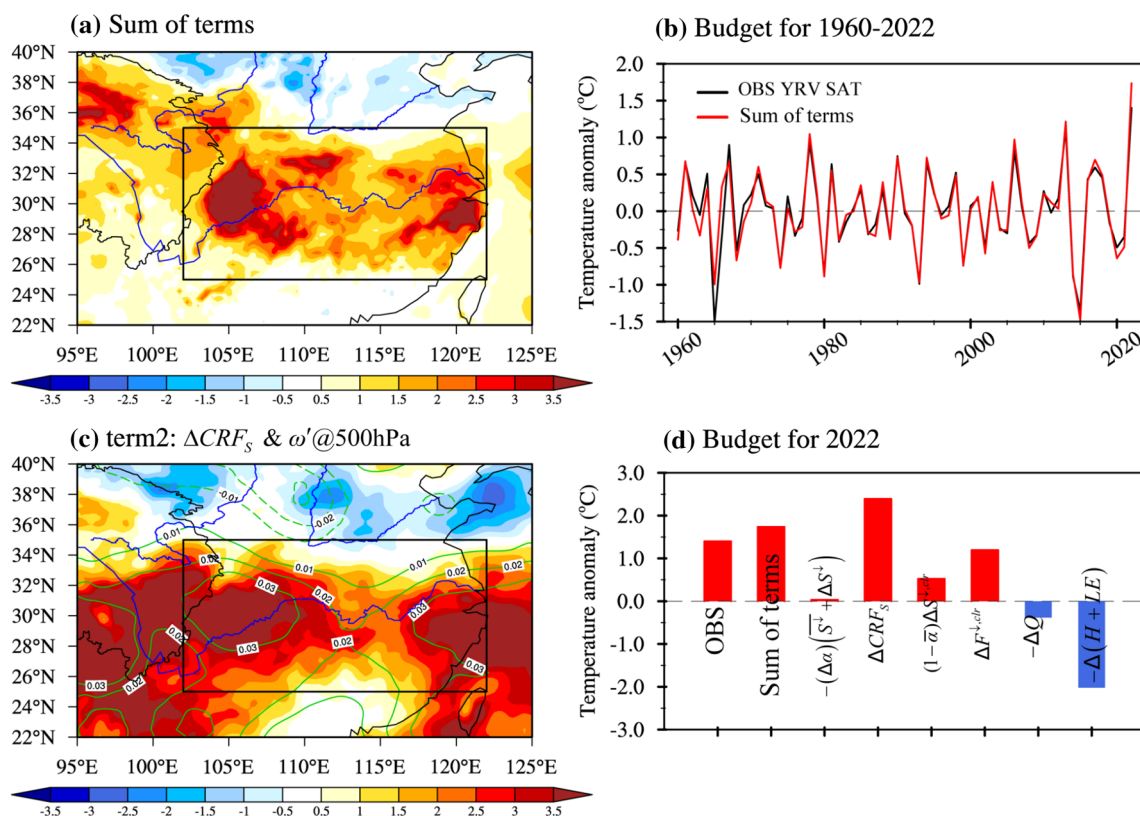 (a) Sum of terms
40°N
38°N
36°N
34°N
32°N
30°N
28°N
26°N
24°N
22°N
95°E 100°E 105°E 110°E 115°E 120°E 125°E
-3.5 -3 -2.5 -2 -1.5 -1 -0.5 0.5 1 1.5 2 2.5 3 3.5
(b) Budget for 1960-2022
Temperature anomaly (°C)
2.0
1.5
1.0
0.5
0.0
-0.5
-1.0
-1.5
OBS YRV SAT
Sum of terms
1960 1980 2000 2020
(c) term2: ΔCRF_S & ω′@500hPa
40°N
38°N
36°N
34°N
32°N
30°N
28°N
26°N
24°N
22°N
-0.01
-0.02
0.01
0.02
0.01
0.02
0.03
0.02
0.03
0.02
0.03
0.02
0.03
0.02
0.03
95°E 100°E 105°E 110°E 115°E 120°E 125°E
-3.5 -3 -2.5 -2 -1.5 -1 -0.5 0.5 1 1.5 2 2.5 3 3.5
(d) Budget for 2022
Temperature anomaly (°C)
3.0
2.0
1.0
0.0
-1.0
-2.0
-3.0
OBS
Sum of terms
−(Δα)(S̅↓ + ΔS↓)
ΔCRF_S
(1−α̅)ΔS↓,clr
ΔF↓,clr
−ΔQ
−Δ(H + LE)